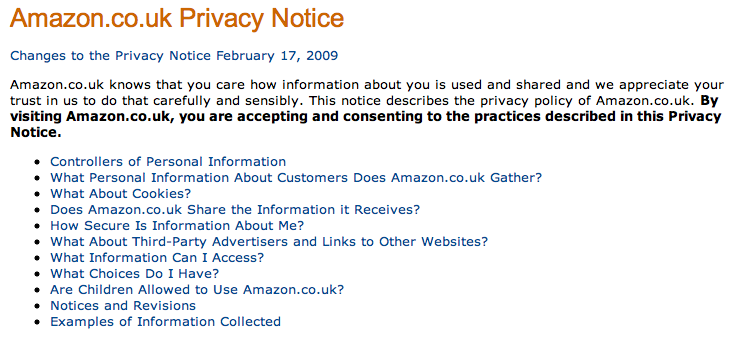 Amazon.co.uk Privacy Notice
Changes to the Privacy Notice February 17, 2009
Amazon.co.uk knows that you care how information about you is used and shared and we appreciate your
trust in us to do that carefully and sensibly. This notice describes the privacy policy of Amazon.co.uk. By
visiting Amazon.co.uk, you are accepting and consenting to the practices described in this Privacy
Notice.
• Controllers of Personal Information
• What Personal Information About Customers Does Amazon.co.uk Gather?
• What About Cookies?
• Does Amazon.co.uk Share the Information it Receives?
• How Secure Is Information About Me?
• What About Third-Party Advertisers and Links to Other Websites?
• What Information Can I Access?
• What Choices Do I Have?
• Are Children Allowed to Use Amazon.co.uk?
• Notices and Revisions
• Examples of Information Collected